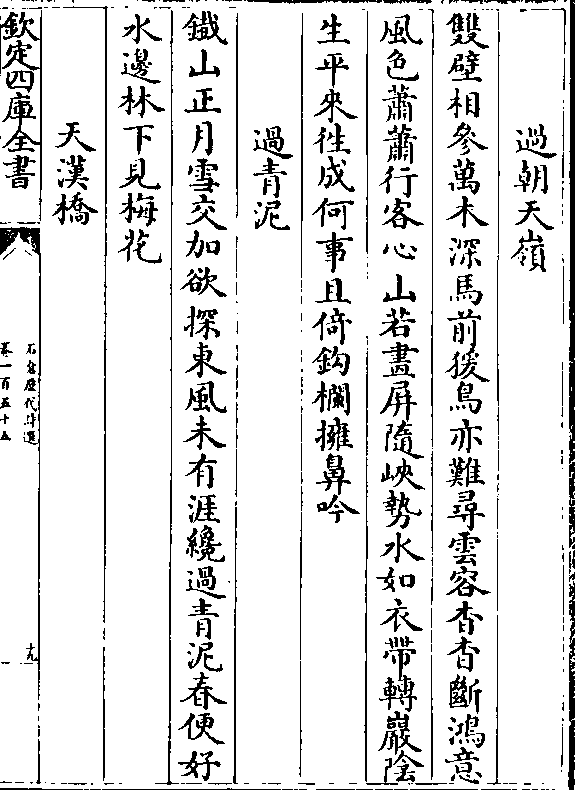 過朝天嶺
雙壁相參萬木深馬前猨鳥亦難尋雲容杳杳斷鴻意
風色蕭蕭行客心山若畫屏隨峽勢水如衣帶轉巖陰
生平來往成何事且倚鈎欄擁鼻吟
過青泥
鐵山正月雪交加欲探東風未有涯纔過青泥春便好
水邊林下見梅花
天漢橋
欽定四庫全書
石倉歷代詩選
卷一百五十五
十九